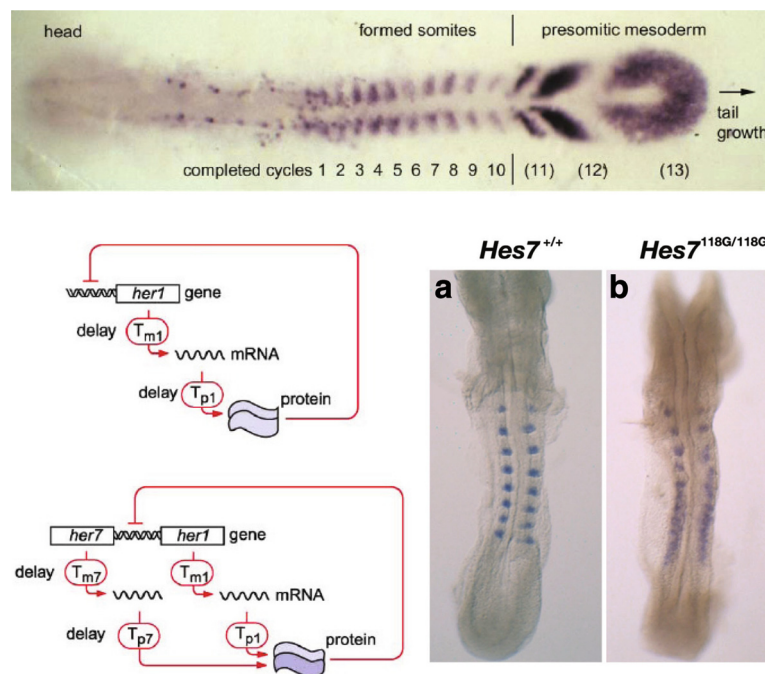 head formed somites presomitic mesoderm
tail
growth
completed cycles 1 2 3 4 5 6 7 8 9 10 (11) (12) (13)
her1 gene
delay
Tm1
mRNA
delay Tp1
protein
her7 her1 gene
delay Tm7 Tm1
mRNA
delay Tp7 Tp1
protein
Hes7+/+ Hes7118G/118G
a b